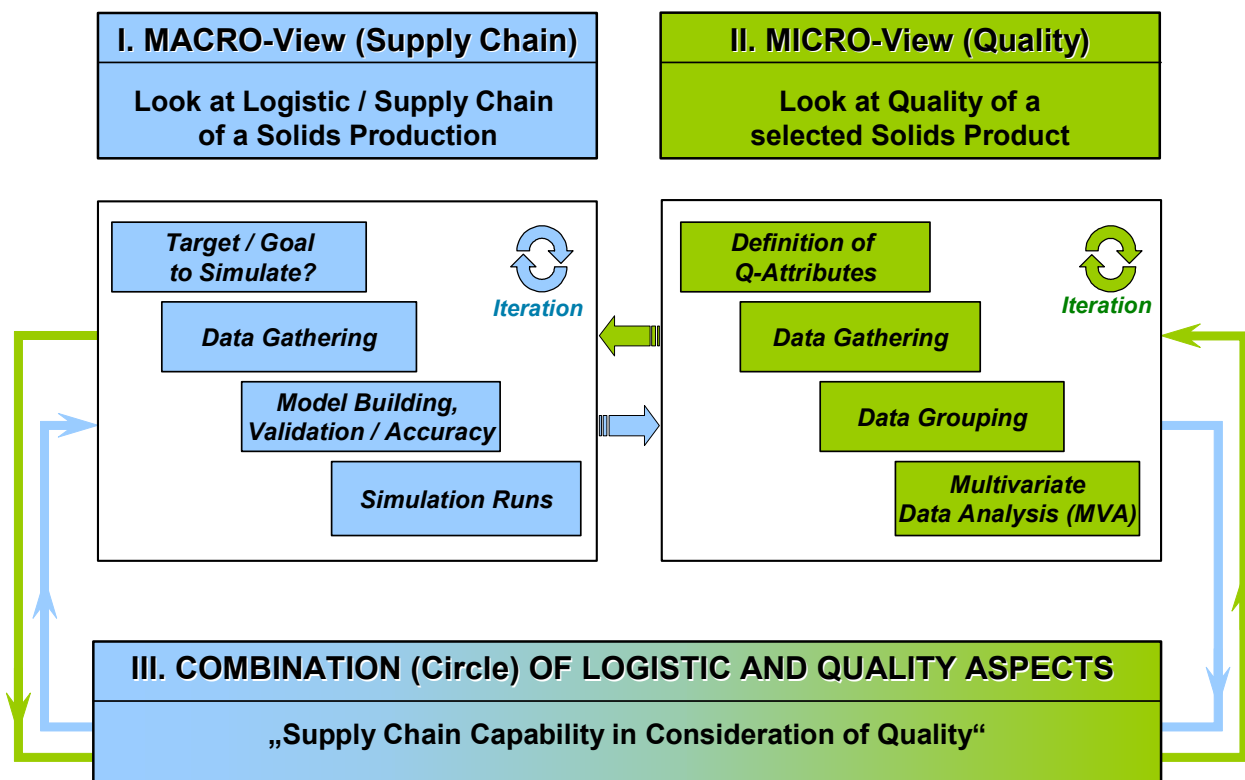 I. MACRO-View (Supply Chain)
Look at Logistic / Supply Chain
of a Solids Production
II. MICRO-View (Quality)
Look at Quality of a
selected Solids Product
Target / Goal
to Simulate?
Iteration
Data Gathering
Model Building,
Validation / Accuracy
Simulation Runs
Definition of
Q-Attributes
Iteration
Data Gathering
Data Grouping
Multivariate
Data Analysis (MVA)
III. COMBINATION (Circle) OF LOGISTIC AND QUALITY ASPECTS
„Supply Chain Capability in Consideration of Quality“